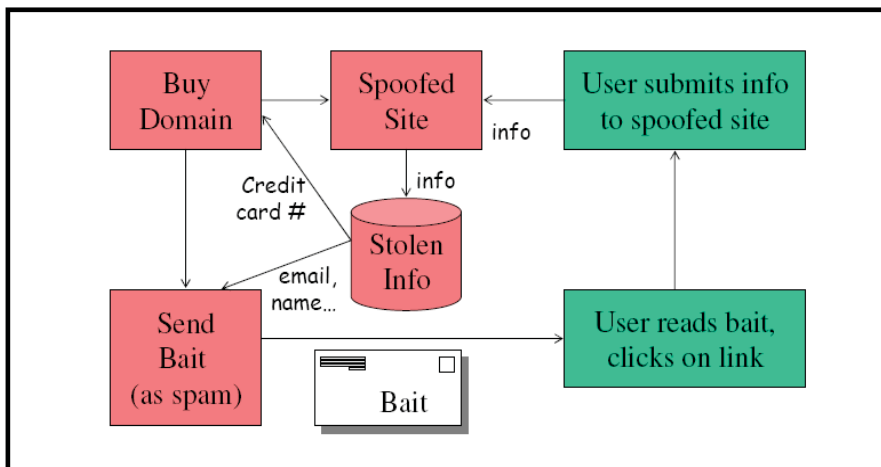 Buy
Domain
Spoofed
Site
User submits info
to spoofed site
info
info
Credit
card #
Stolen
Info
email,
name...
Send
Bait
(as spam)
User reads bait,
clicks on link
Bait